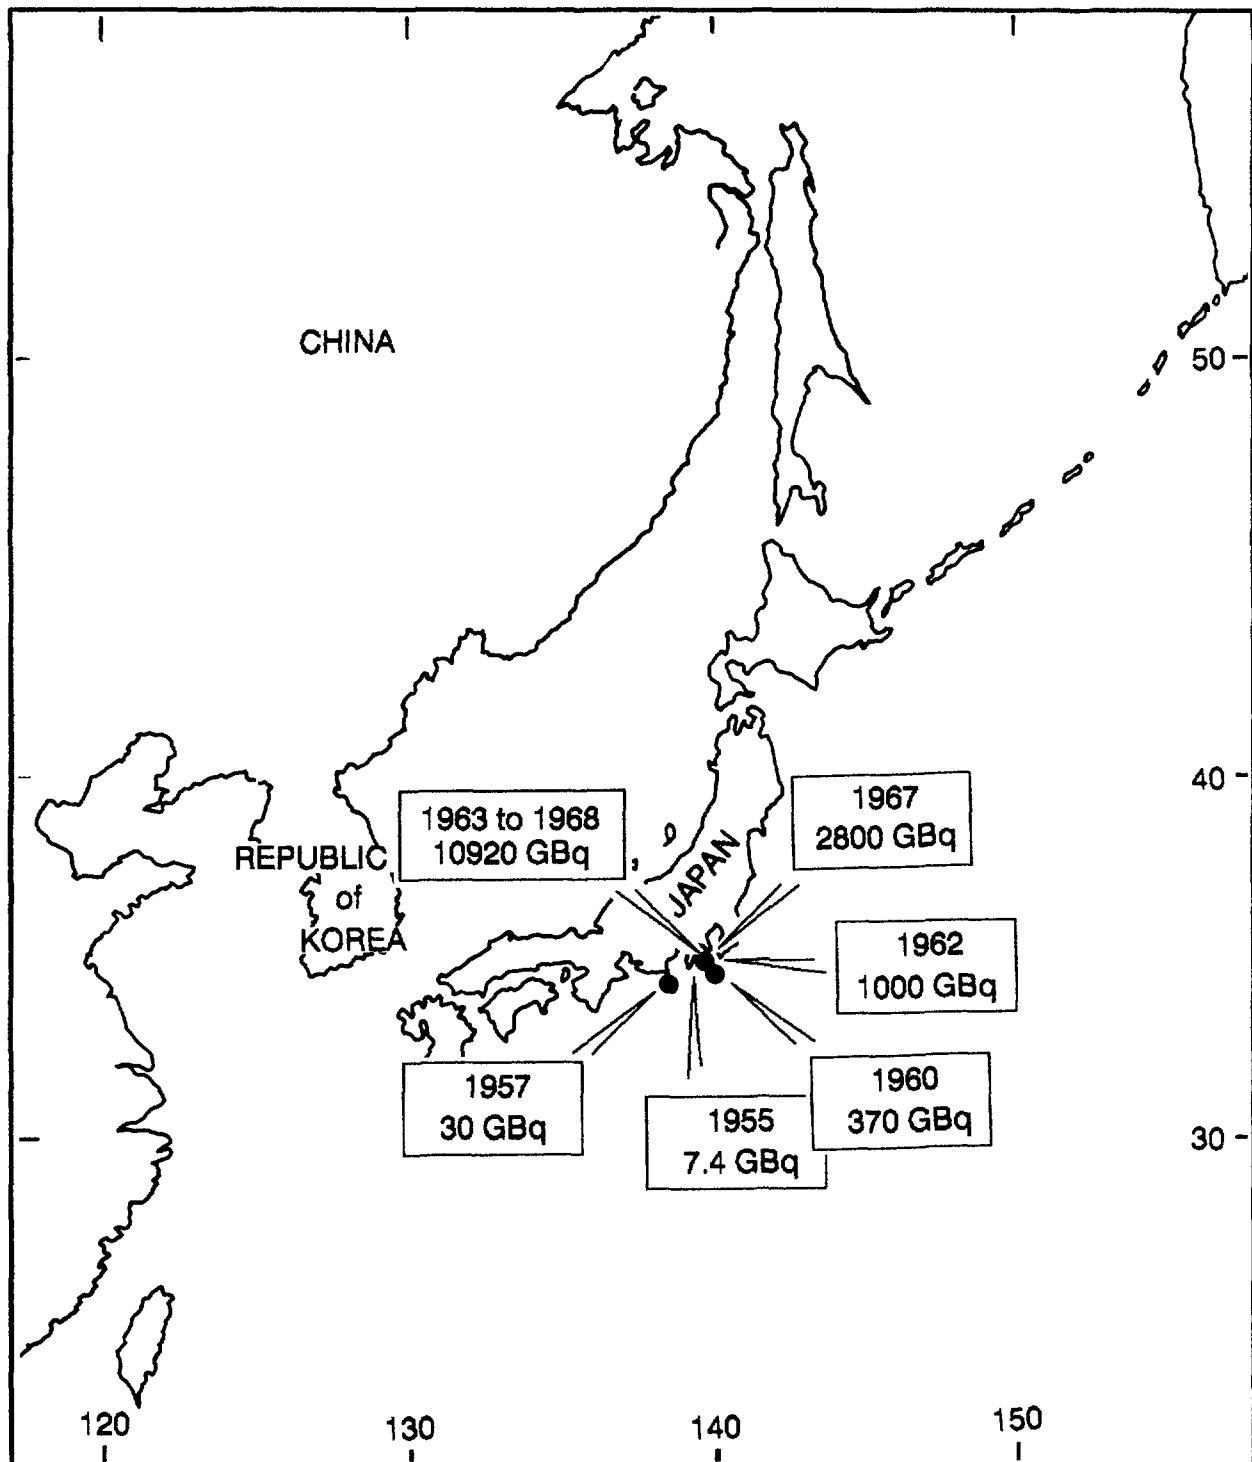 CHINA
50
40
1963 to 1968
10920 GBq
1967
2800 GBq
REPUBLIC
of
KOREA
JAPAN
1962
1000 GBq
1957
30 GBq
1955
7.4 GBq
1960
370 GBq
30
120
130
140
150